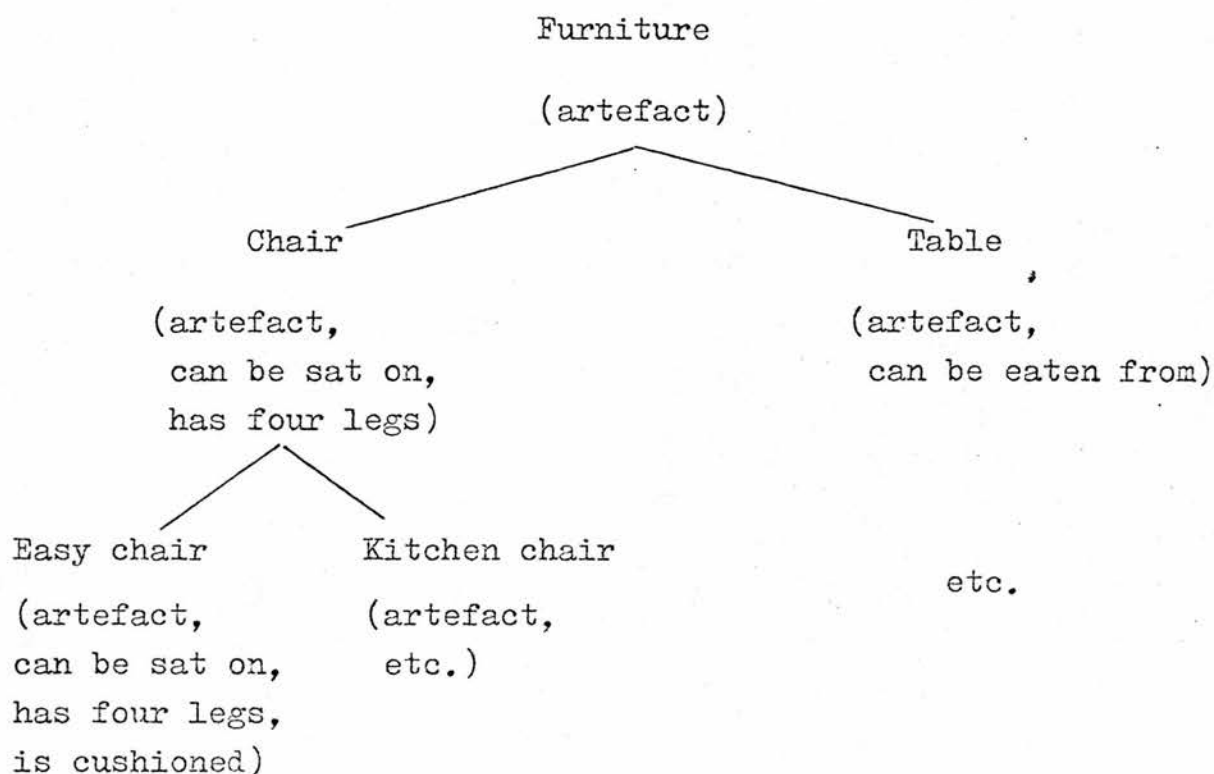 Furniture
(artefact)
Chair
Table
(artefact,
can be sat on,
has four legs)
(artefact,
can be eaten from)
Easy chair
(artefact,
can be sat on,
has four legs,
is cushioned)
Kitchen chair
(artefact,
etc.)
etc.